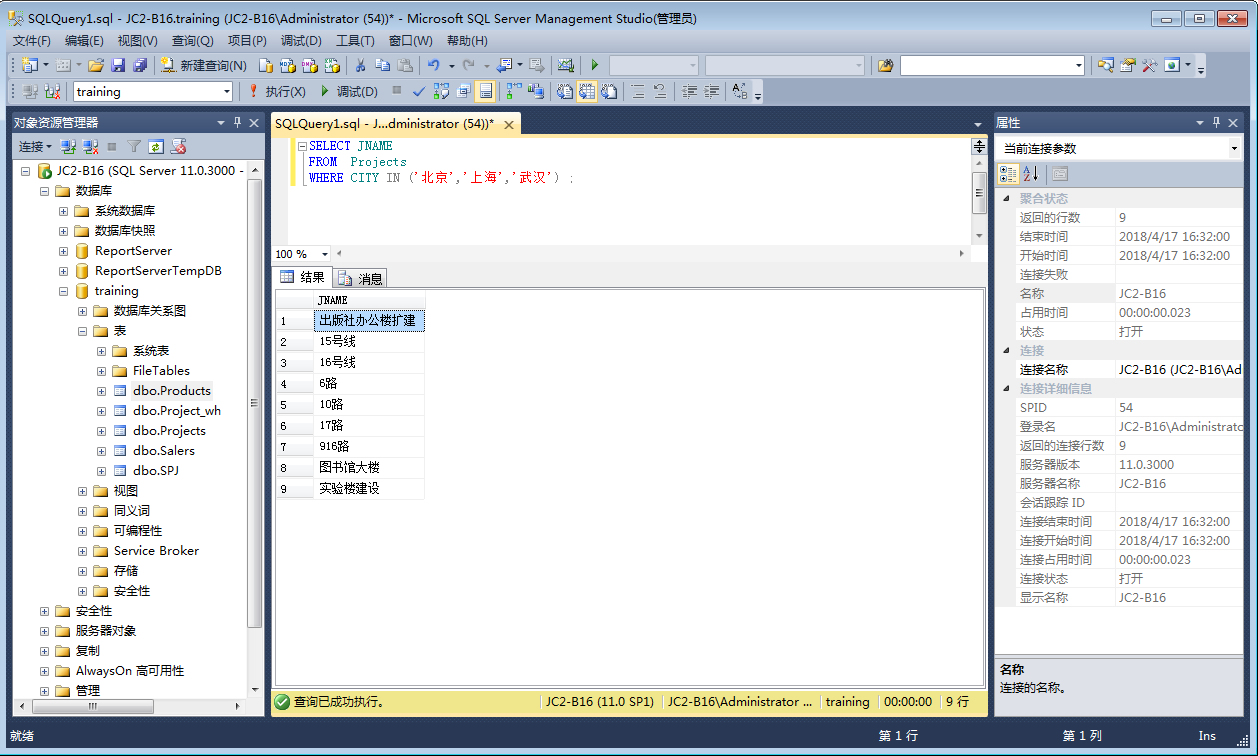 SQLQuery1.sql - JC2-B16.training (JC2-B16\Administrator (54))* - Microsoft SQL Server Management Studio(管理员)
文件(F) 编辑(E) 视图(V) 查询(Q) 项目(P) 调试(D) 工具(T) 窗口(W) 帮助(H)
新建查询(N)
training 执行(X) 调试(D)
对象资源管理器
连接
JC2-B16 (SQL Server 11.0.3000 -
数据库
系统数据库
数据库快照
ReportServer
ReportServerTempDB
training
数据库关系图
表
系统表
FileTables
dbo.Products
dbo.Project_wh
dbo.Projects
dbo.Salers
dbo.SPJ
视图
同义词
可编程性
Service Broker
存储
安全性
安全性
服务器对象
复制
AlwaysOn 高可用性
管理
SQLQuery1.sql - J...dministrator (54))*
SELECT JNAME
FROM Projects
WHERE CITY IN ('北京','上海','武汉') ;
100 %
结果 消息
JNAME
1 出版社办公楼扩建
2 15号线
3 16号线
4 6路
5 10路
6 17路
7 916路
8 图书馆大楼
9 实验楼建设
查询已成功执行。 JC2-B16 (11.0 SP1) JC2-B16\Administrator ... training 00:00:00 9 行
属性
当前连接参数
聚合状态
返回的行数 9
结束时间 2018/4/17 16:32:00
开始时间 2018/4/17 16:32:00
连接失败
名称 JC2-B16
占用时间 00:00:00.023
状态 打开
连接
连接名称 JC2-B16 (JC2-B16\Ad
连接详细信息
SPID 54
登录名 JC2-B16\Administrato
返回的连接行数 9
服务器版本 11.0.3000
服务器名称 JC2-B16
会话跟踪 ID
连接结束时间 2018/4/17 16:32:00
连接开始时间 2018/4/17 16:32:00
连接占用时间 00:00:00.023
连接状态 打开
显示名称 JC2-B16
名称
连接的名称。
就绪 第 1 行 第 1 列 Ins